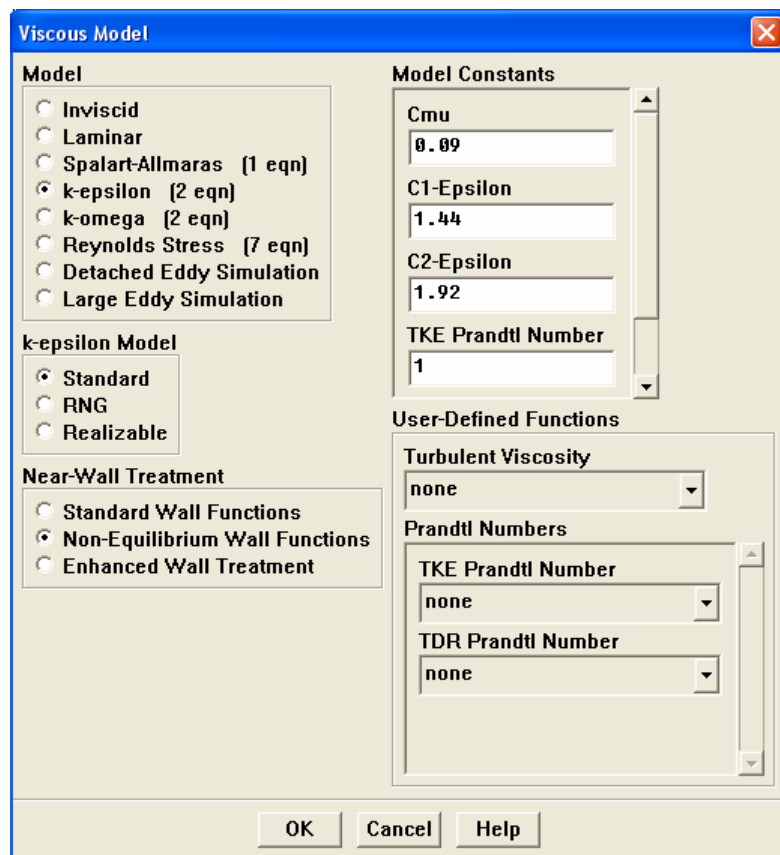 Viscous Model
Model
Inviscid
Laminar
Spalart-Allmaras (1 eqn)
k-epsilon (2 eqn)
k-omega (2 eqn)
Reynolds Stress (7 eqn)
Detached Eddy Simulation
Large Eddy Simulation
k-epsilon Model
Standard
RNG
Realizable
Near-Wall Treatment
Standard Wall Functions
Non-Equilibrium Wall Functions
Enhanced Wall Treatment
Model Constants
Cmu
0.09
C1-Epsilon
1.44
C2-Epsilon
1.92
TKE Prandtl Number
1
User-Defined Functions
Turbulent Viscosity
none
Prandtl Numbers
TKE Prandtl Number
none
TDR Prandtl Number
none
OK
Cancel
Help